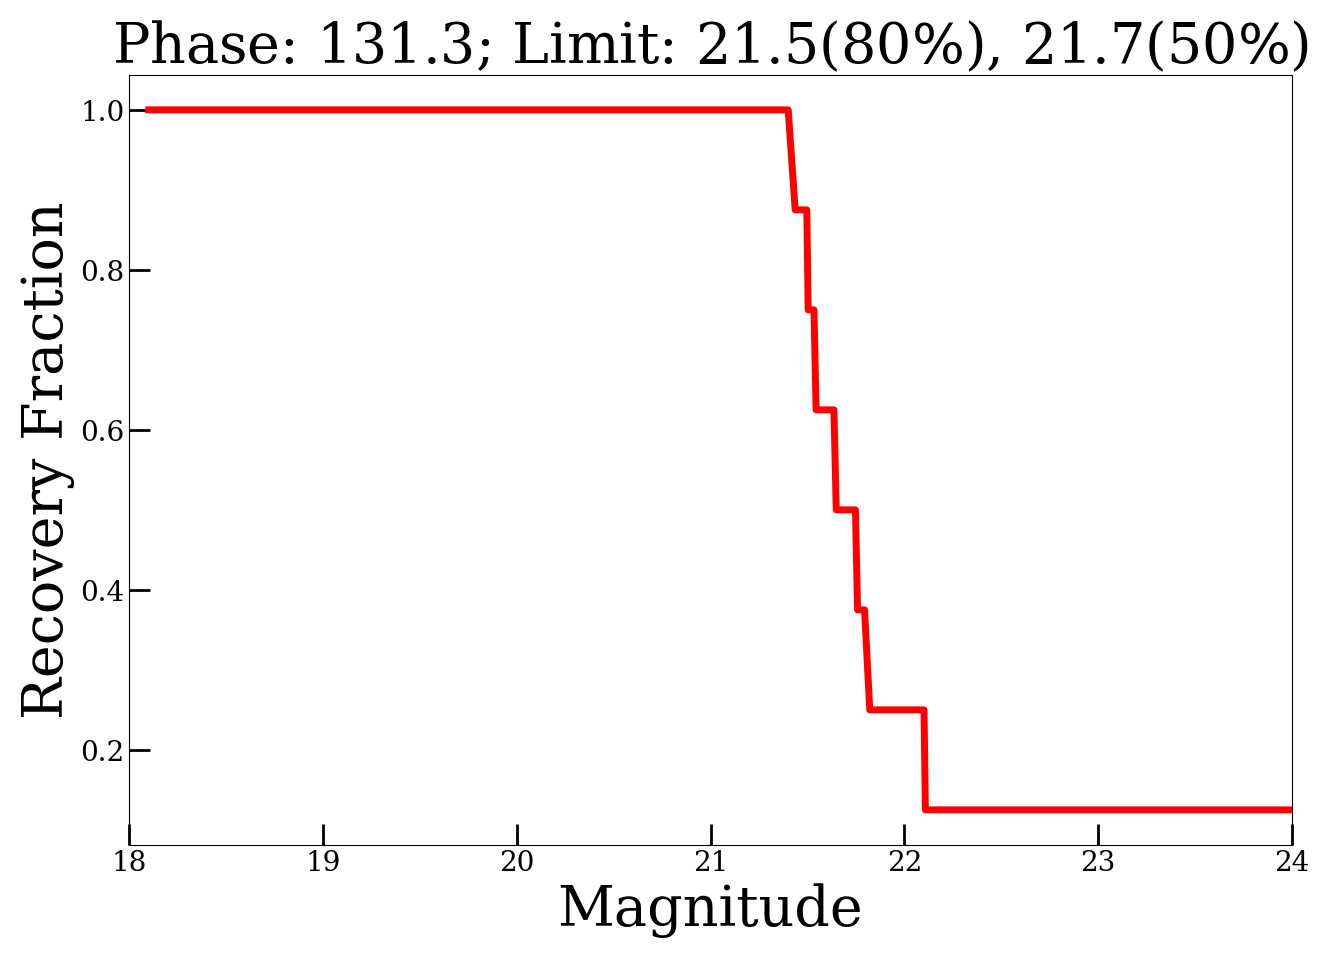 Phase: 131.3; Limit: 21.5(80%), 21.7(50%)
Recovery Fraction
1.0
0.8
0.6
0.4
0.2
18 19 20 21 22 23 24
Magnitude